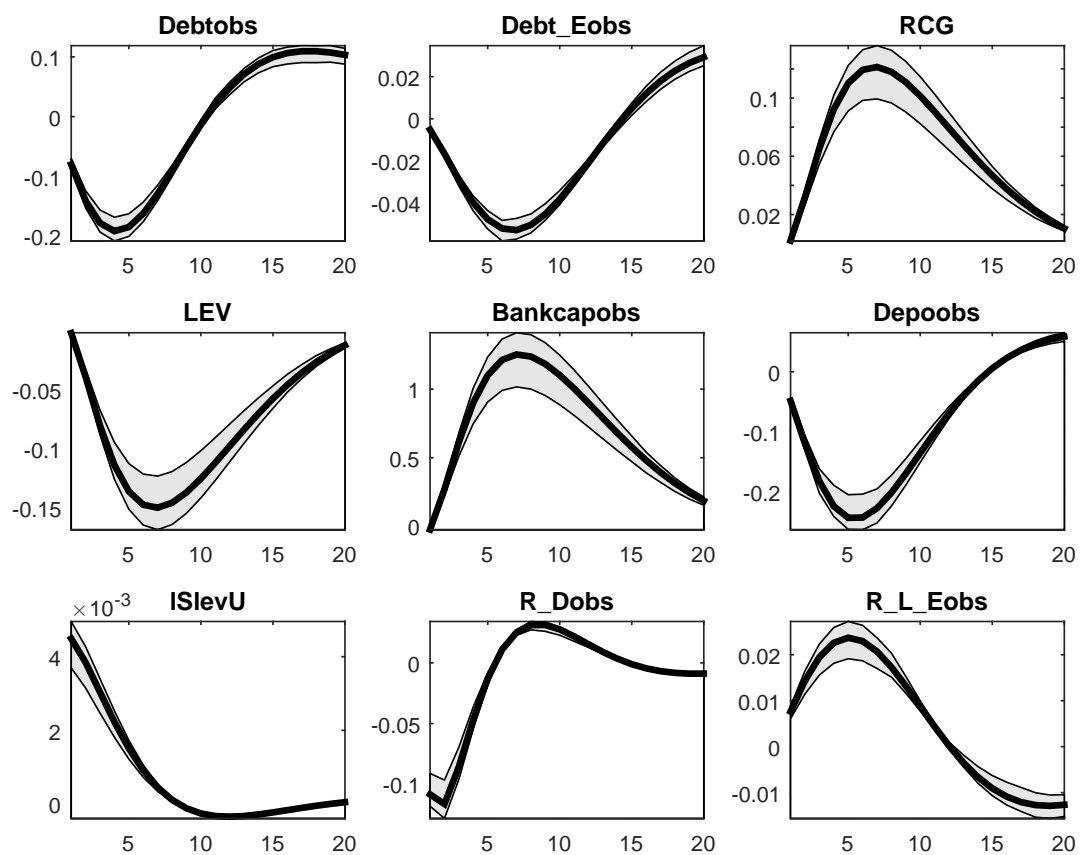 Debtobs Debt_Eobs RCG
0.1 0.02 0.1
0 0 0.06
-0.1 -0.02 0.02
-0.2 -0.04
5 10 15 20 5 10 15 20 5 10 15 20
LEV Bankcapobs Depoobs
-0.05 1 0
-0.1 0.5 -0.1
-0.15 0 -0.2
5 10 15 20 5 10 15 20 5 10 15 20
ISlevU R_Dobs R_L_Eobs
×10-3
4 0 0.02
2 -0.05 0.01
0 -0.1 0
-0.01
5 10 15 20 5 10 15 20 5 10 15 20